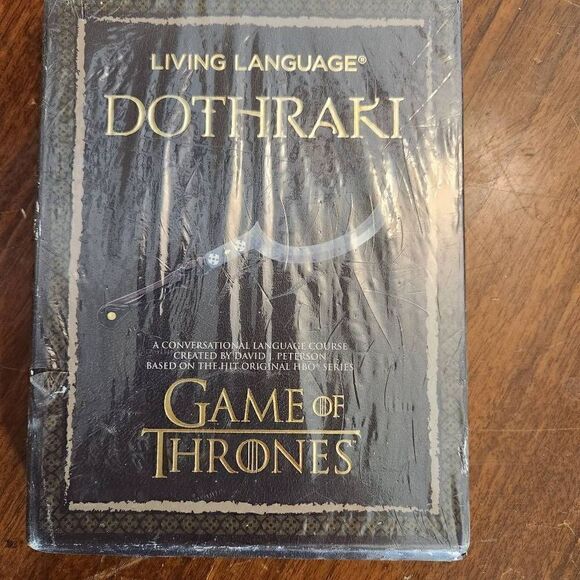 LIVING LANGUAGE®
DOTHRAKI
A CONVERSATIONAL LANGUAGE COURSE
CREATED BY DAVID J. PETERSON
BASED ON THE HIT ORIGINAL HBO® SERIES
GAME OF
THRONES